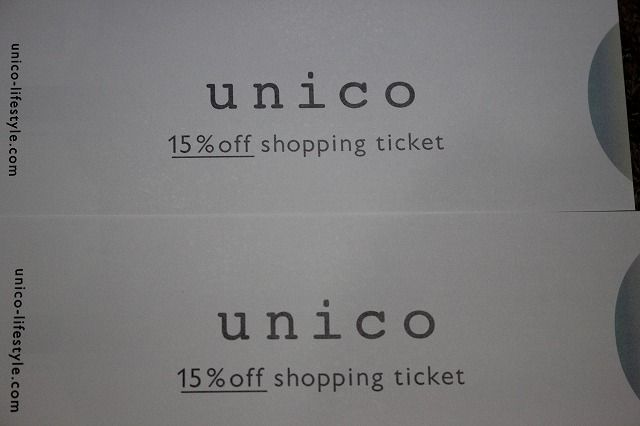 unico-lifestyle.com
unico
15%off shopping ticket
unico-lifestyle.com
unico
15%off shopping ticket